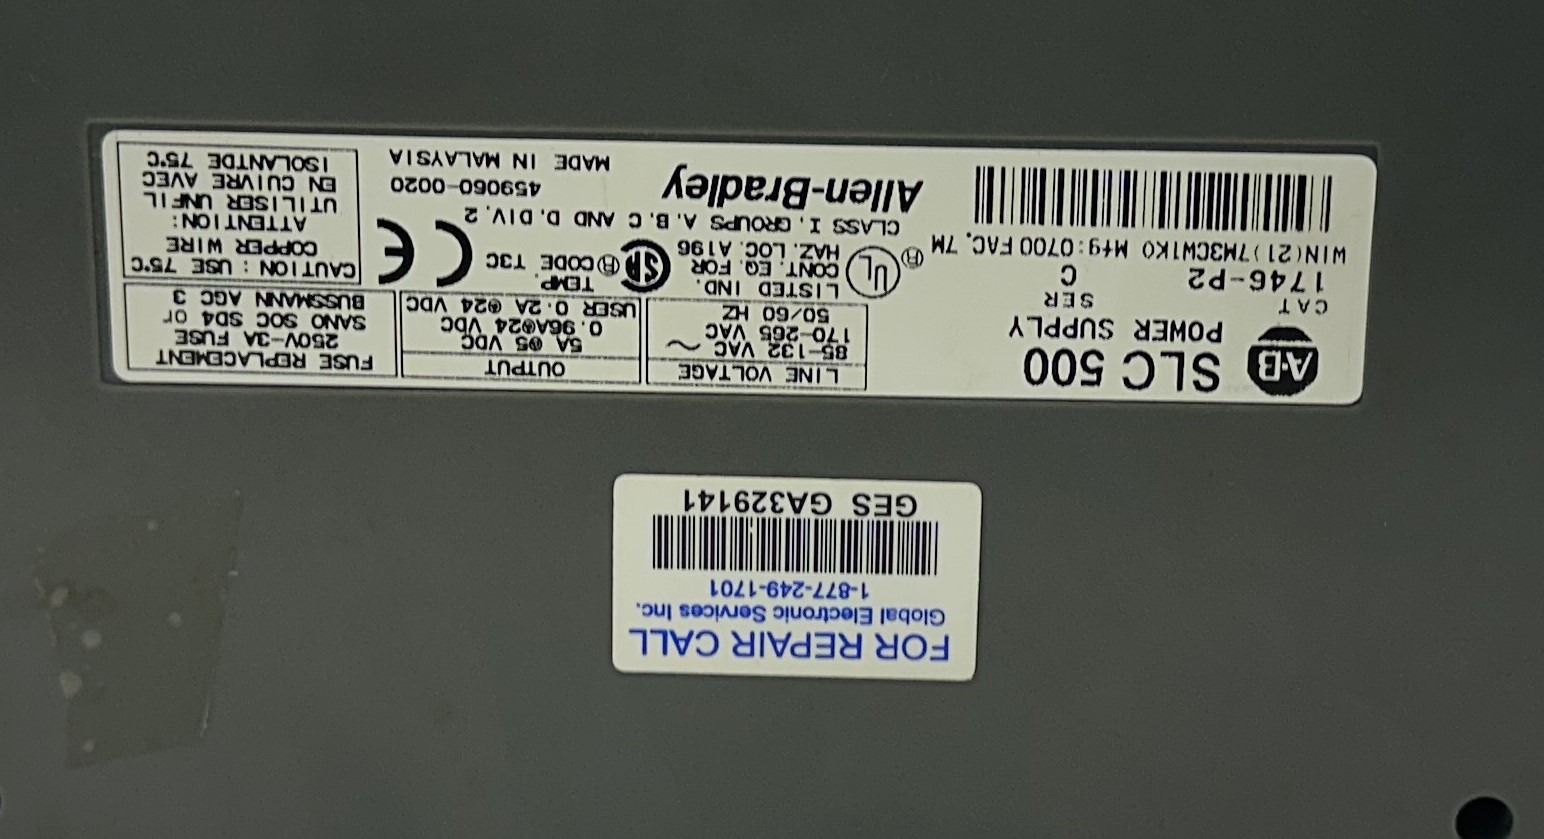 A·B SLC 500
POWER SUPPLY
CAT SER
1746-P2 C
WIN(21)7M3CW1K0 Mfg:0700 FAC. 7M
LINE VOLTAGE
85-132 VAC ~
170-265 VAC
50/60 HZ
OUTPUT
5A @5 VDC
0.96A@24 VDC
USER 0.2A @24 VDC
FUSE REPLACEMENT
250V-3A FUSE
SANO SOC SD4 or
BUSSMANN AGC 3
UL ®
LISTED IND.
CONT. EQ. FOR
HAZ. LOC. A196
CLASS I, GROUPS A, B, C AND D, DIV. 2
SP ®
TEMP.
CODE T3C
CE
Allen-Bradley
459060-0020
MADE IN MALAYSIA
CAUTION: USE 75°C
COPPER WIRE
ATTENTION:
UTILISER UNFIL
EN CUIVRE AVEC
ISOLANTDE 75°C
FOR REPAIR CALL
Global Electronic Services Inc.
1-877-249-1701
GES GA329141